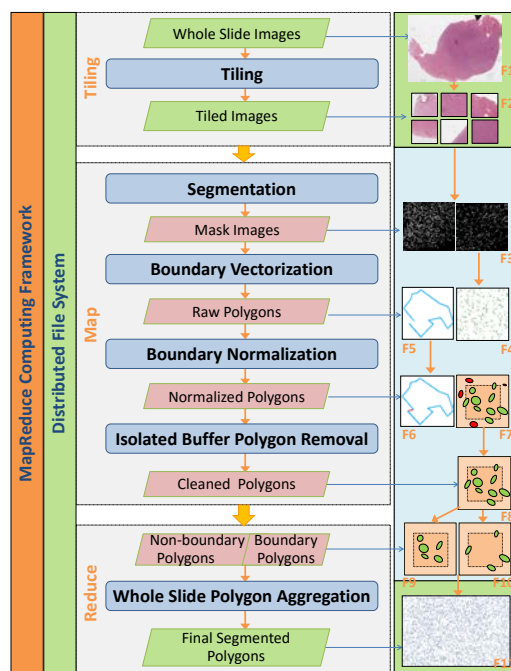 MapReduce Computing Framework
Distributed File System
Tiling
Whole Slide Images
Tiling
Tiled Images
F1
F2
Map
Segmentation
Mask Images
Boundary Vectorization
Raw Polygons
Boundary Normalization
Normalized Polygons
Isolated Buffer Polygon Removal
Cleaned Polygons
F3
F5
F4
F6
F7
F8
Reduce
Non-boundary
Polygons
Boundary
Polygons
Whole Slide Polygon Aggregation
Final Segmented
Polygons
F9
F10